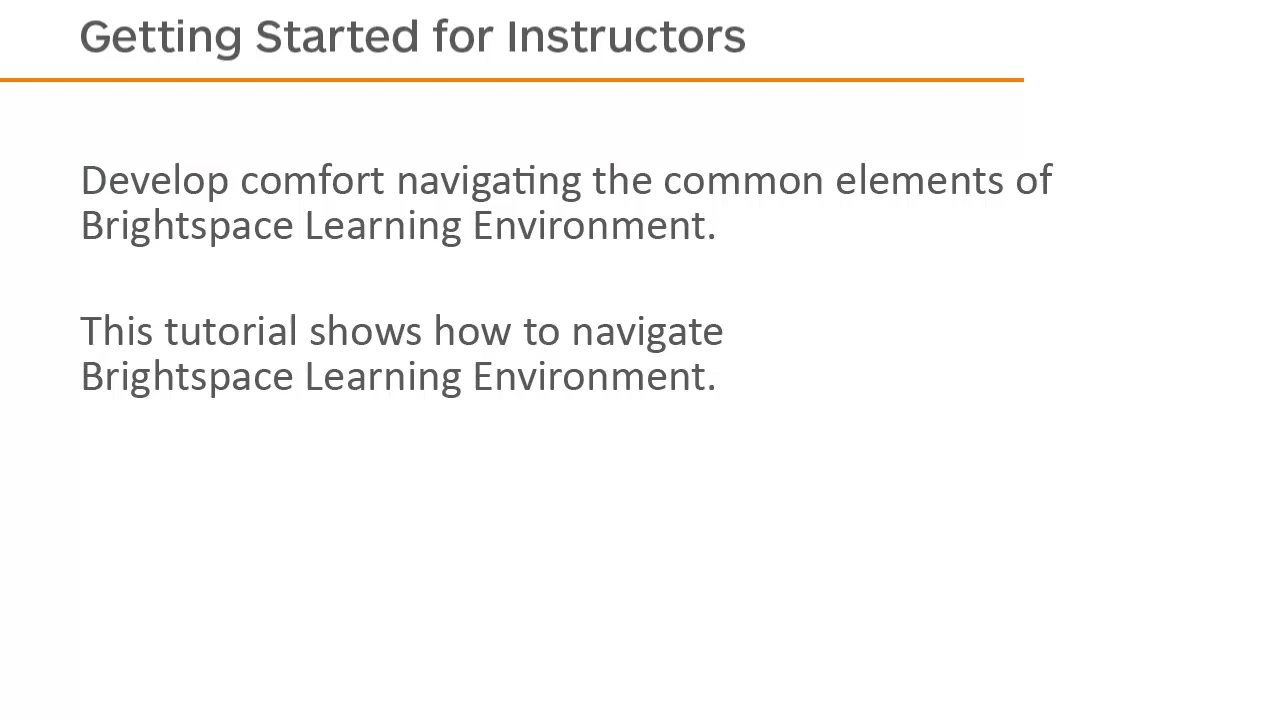 Getting Started for Instructors
Develop comfort navigating the common elements of
Brightspace Learning Environment.
This tutorial shows how to navigate
Brightspace Learning Environment.